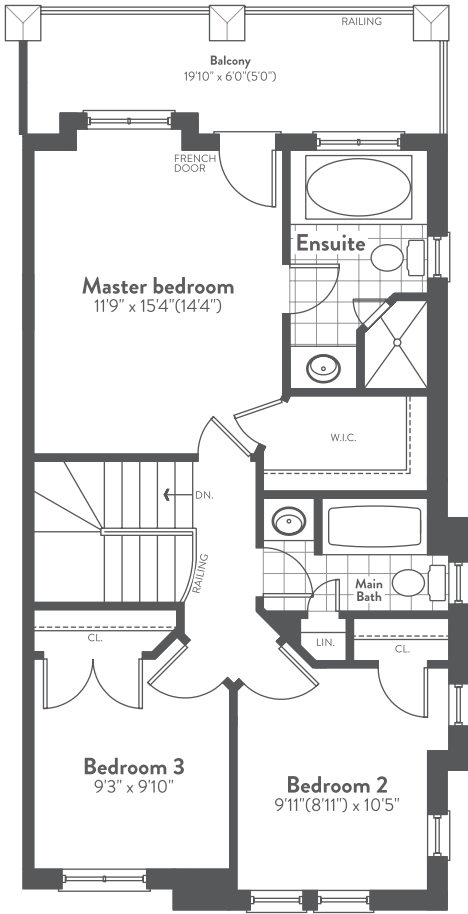 RAILING
Balcony
19'10" x 6'0"(5'0")
FRENCH
DOOR
Ensuite
Master bedroom
11'9" x 15'4"(14'4")
W.I.C.
DN.
RAILING
Main
Bath
LIN.
CL.
CL.
Bedroom 3
9'3" x 9'10"
Bedroom 2
9'11"(8'11") x 10'5"